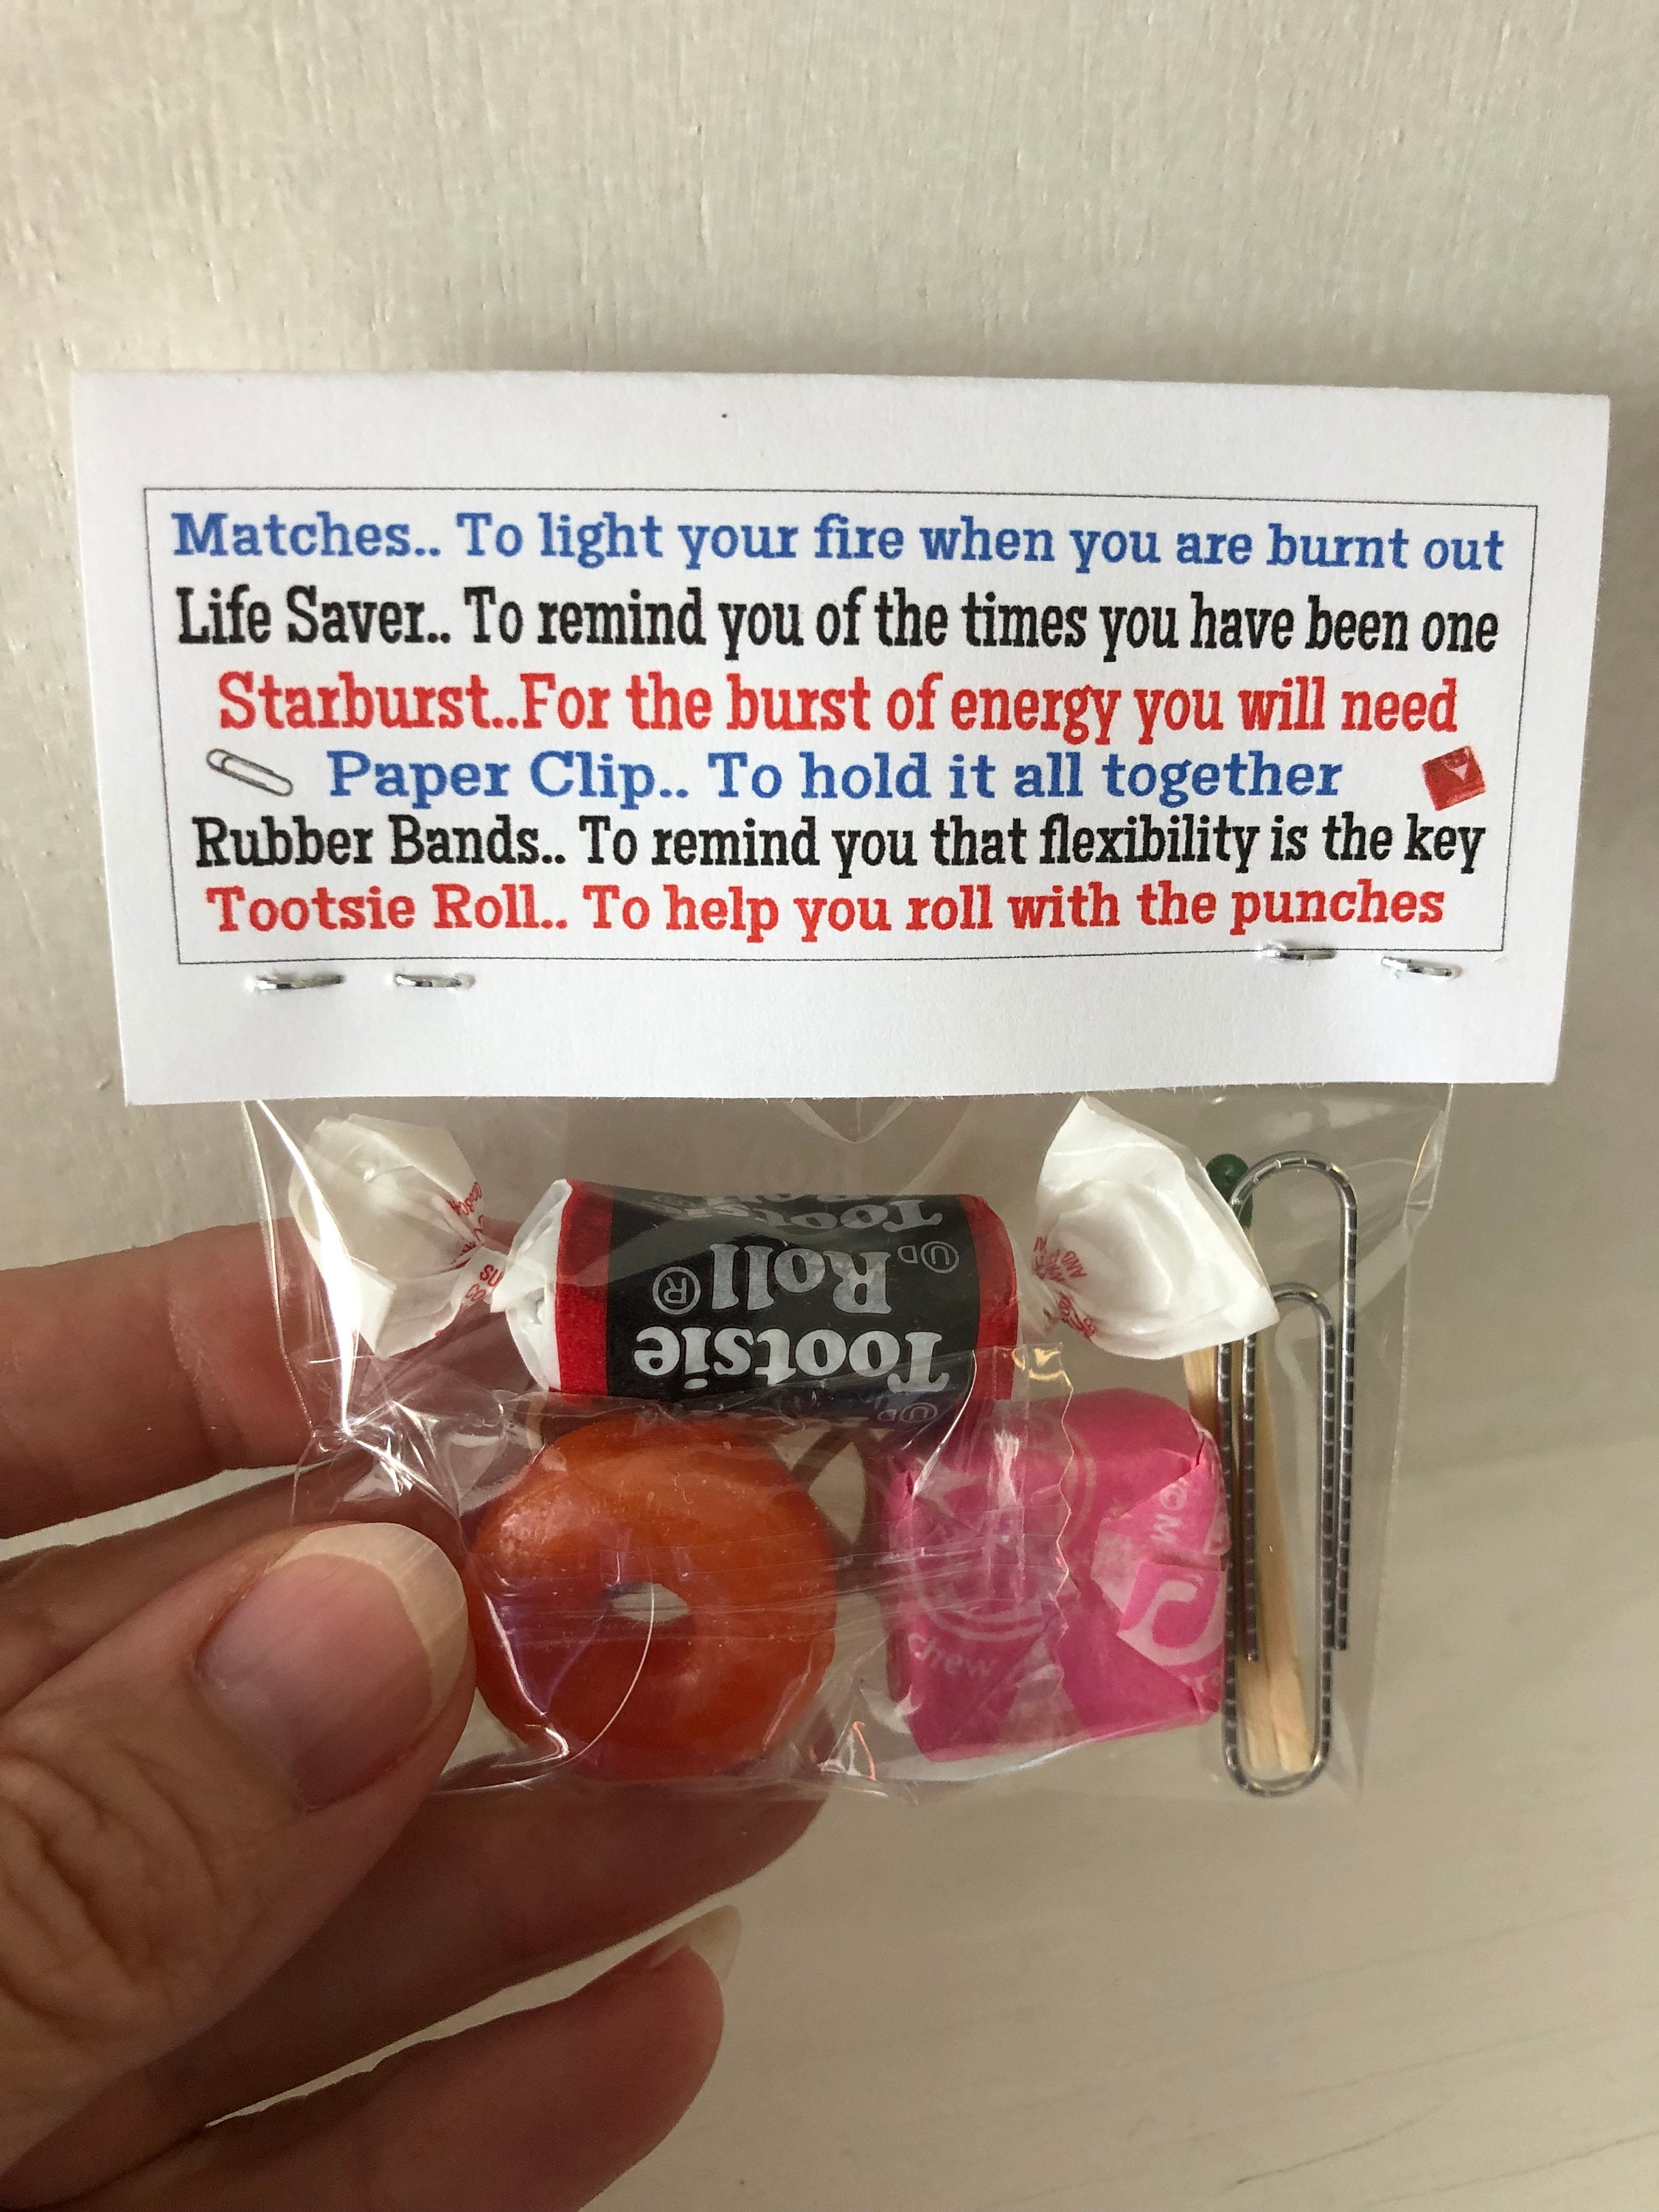 Matches.. To light your fire when you are burnt out
Life Saver.. To remind you of the times you have been one
Starburst..For the burst of energy you will need
Paper Clip.. To hold it all together
Rubber Bands.. To remind you that flexibility is the key
Tootsie Roll.. To help you roll with the punches
Tootsie
Roll®
Tootsie
chew